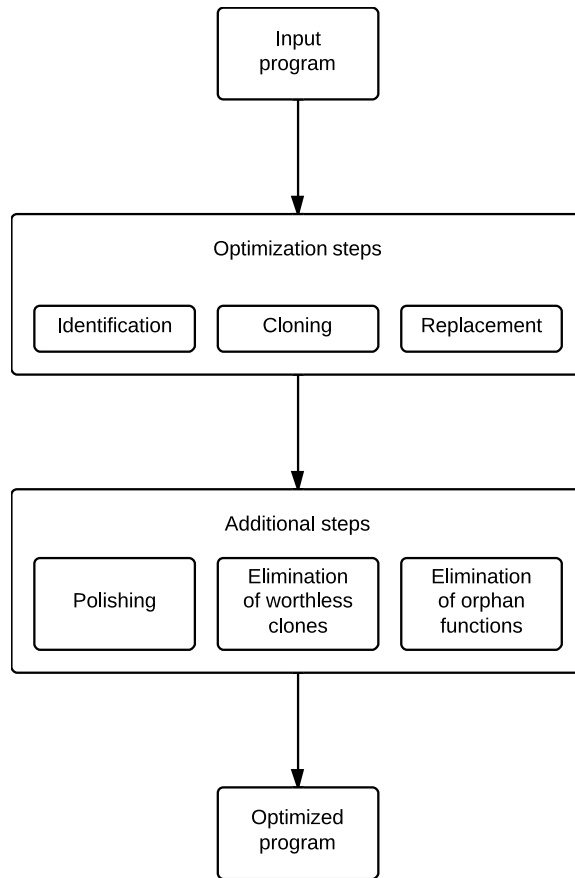 Input
program
Optimization steps
Identification
Cloning
Replacement
Additional steps
Polishing
Elimination
of worthless
clones
Elimination
of orphan
functions
Optimized
program